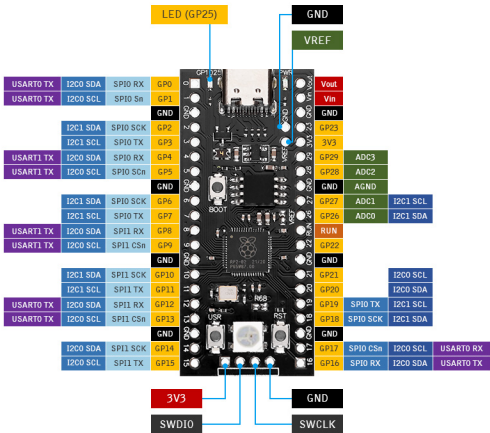 LED (GP25)
GND
VREF
USART0 TX I2C0 SDA SPI0 RX GP0
Vout
USART0 TX I2C0 SCL SPI0 Sn GP1
Vin
GND
GND
I2C1 SDA SPI0 SCK GP2
GP23
I2C1 SCL SPI0 TX GP3
3V3
USART1 TX I2C0 SDA SPI0 RX GP4
GP29 ADC3
USART1 TX I2C0 SCL SPI0 SCn GP5
GP28 ADC2
GND
GND AGND
I2C1 SDA SPI0 SCK GP6
GP27 ADC1 I2C1 SCL
I2C1 SCL SPI0 TX GP7
GP26 ADC0 I2C1 SDA
USART1 TX I2C0 SDA SPI1 RX GP8
RUN
USART1 TX I2C0 SCL SPI1 CSn GP9
GP22
GND
GND
I2C1 SDA SPI1 SCK GP10
GP21 I2C0 SCL
I2C1 SCL SPI1 TX GP11
GP20 I2C0 SDA
USART0 TX I2C0 SDA SPI1 RX GP12
GP19 SPI0 TX I2C1 SCL
USART0 TX I2C0 SCL SPI1 CSn GP13
GP18 SPI0 SCK I2C1 SDA
GND
GND
I2C0 SDA SPI1 SCK GP14
GP17 SPI0 CSn I2C0 SCL USART0 RX
I2C0 SCL SPI1 TX GP15
GP16 SPI0 RX I2C0 SDA USART0 TX
PWR
BOOT
VREF
R68
USR
RST
3V3
GND
SWDIO
SWCLK